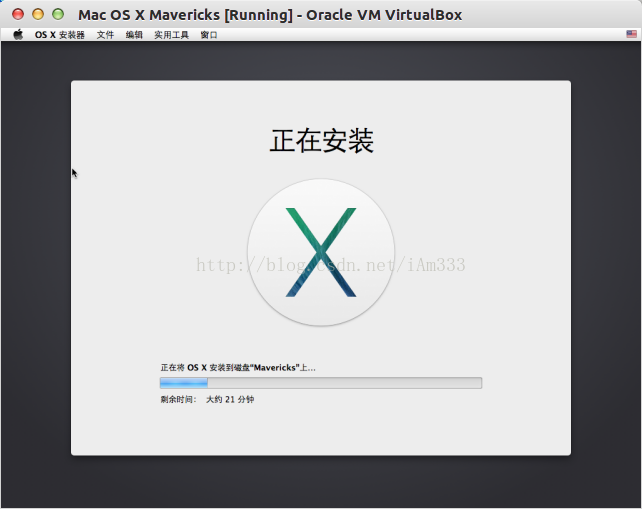 Mac OS X Mavericks [Running] - Oracle VM VirtualBox
OS X 安装器 文件 编辑 实用工具 窗口
正在安装
http://blog.csdn.net/iAm333
正在将 OS X 安装到磁盘“Mavericks”上...
剩余时间： 大约 21 分钟